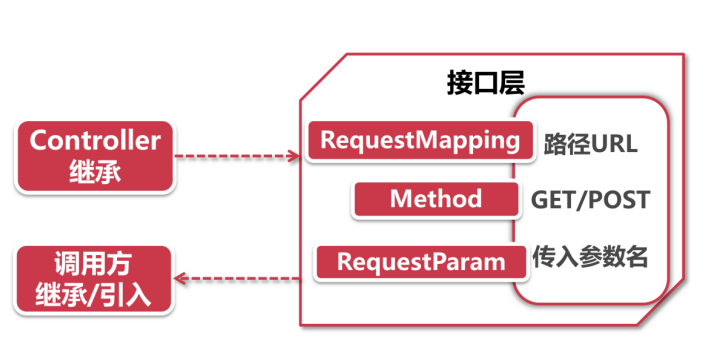 接口层
Controller
继承
RequestMapping 路径URL
Method GET/POST
RequestParam 传入参数名
调用方
继承/引入